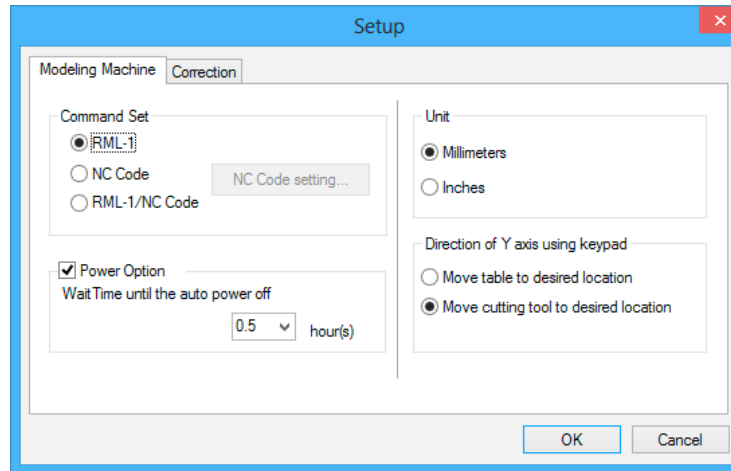 Setup
Modeling Machine
Correction
Command Set
RML-1
NC Code
NC Code setting...
RML-1/NC Code
Power Option
WaitTime until the auto power off
0.5
hour(s)
Unit
Millimeters
Inches
Direction of Y axis using keypad
Move table to desired location
Move cutting tool to desired location
OK
Cancel